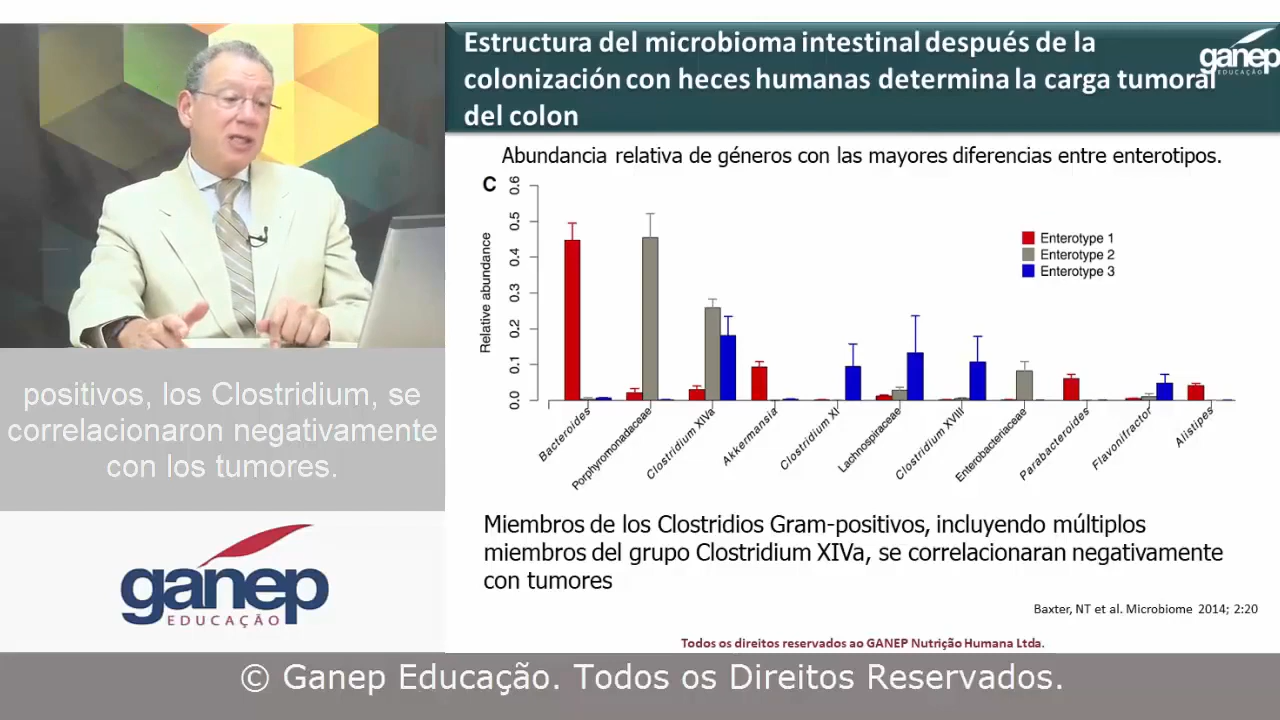 Estructura del microbioma intestinal después de la
colonización con heces humanas determina la carga tumoral
del colon
ganep
EDUCAÇÃO
Abundancia relativa de géneros con las mayores diferencias entre enterotipos.
C
Relative abundance
0.6
0.5
0.4
0.3
0.2
0.1
0.0
Enterotype 1
Enterotype 2
Enterotype 3
Bacteroides
Porphyromonadaceae
Clostridium XIVa
Akkermansia
Clostridium XI
Lachnospiraceae
Clostridium XVIII
Enterobacteriaceae
Parabacteroides
Flavonifractor
Alistipes
positivos, los Clostridium, se
correlacionaron negativamente
con los tumores.
Miembros de los Clostridios Gram-positivos, incluyendo múltiplos
miembros del grupo Clostridium XIVa, se correlacionaran negativamente
con tumores
Baxter, NT et al. Microbiome 2014; 2:20
ganep
EDUCAÇÃO
Todos os direitos reservados ao GANEP Nutrição Humana Ltda.
© Ganep Educação. Todos os Direitos Reservados.